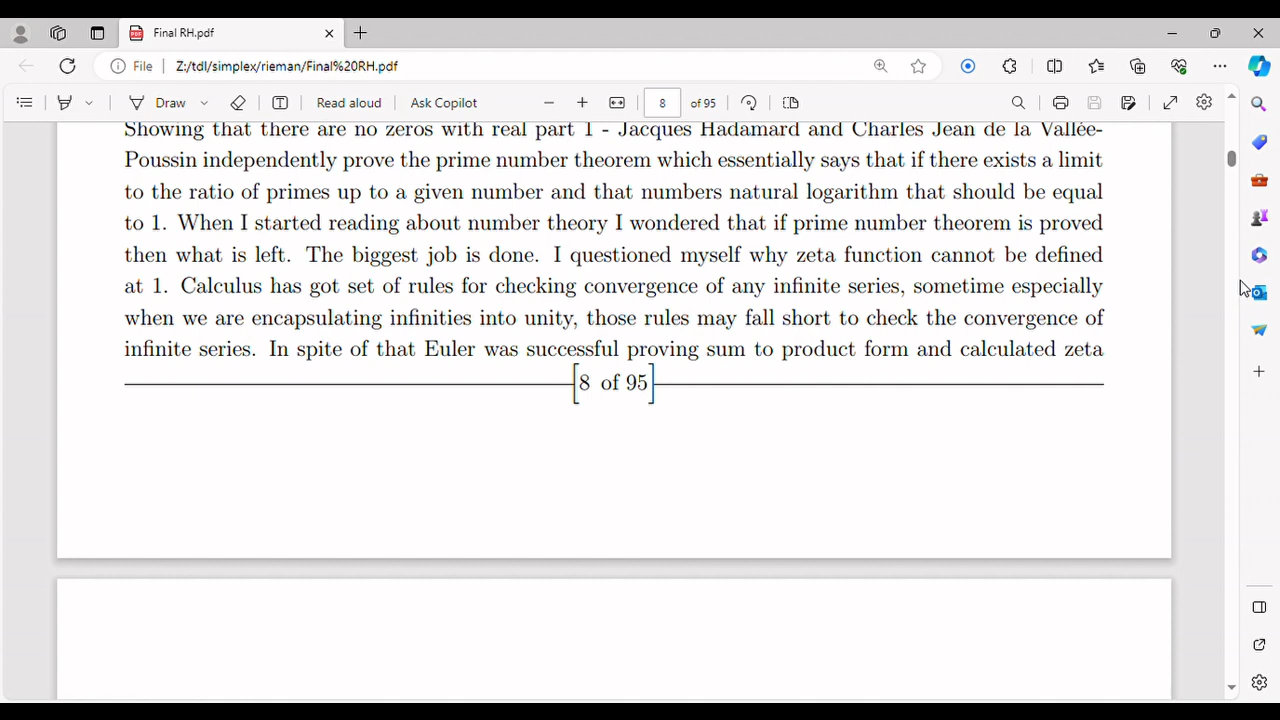 Final RH.pdf
File
Z:/tdl/simplex/rieman/Final%20RH.pdf
Draw
Read aloud
Ask Copilot
8
of 95
Showing that there are no zeros with real part 1 - Jacques Hadamard and Charles Jean de la Vallée-
Poussin independently prove the prime number theorem which essentially says that if there exists a limit
to the ratio of primes up to a given number and that numbers natural logarithm that should be equal
to 1. When I started reading about number theory I wondered that if prime number theorem is proved
then what is left. The biggest job is done. I questioned myself why zeta function cannot be defined
at 1. Calculus has got set of rules for checking convergence of any infinite series, sometime especially
when we are encapsulating infinities into unity, those rules may fall short to check the convergence of
infinite series. In spite of that Euler was successful proving sum to product form and calculated zeta
8 of 95